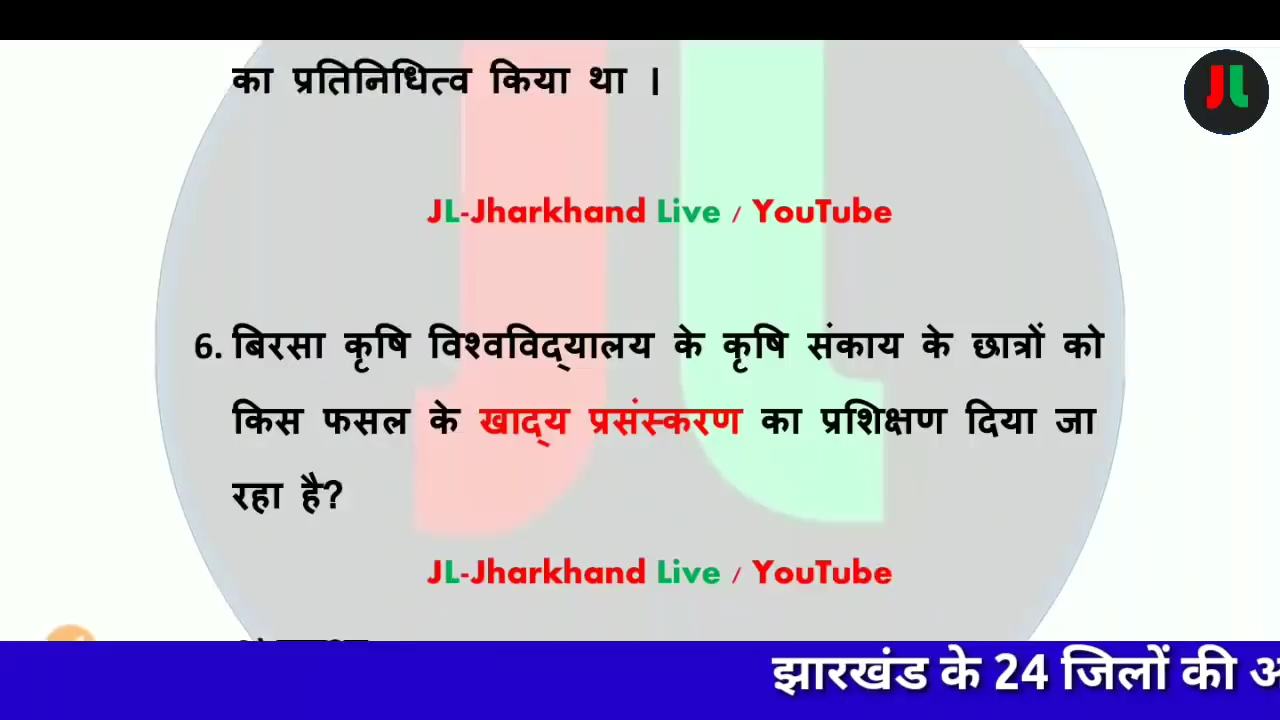 का प्रतिनिधित्व किया था ।
JL
JL-Jharkhand Live / YouTube
6. बिरसा कृषि विश्वविद्यालय के कृषि संकाय के छात्रों को
किस फसल के खाद्य प्रसंस्करण का प्रशिक्षण दिया जा
रहा है?
JL-Jharkhand Live / YouTube
झारखंड के 24 जिलों की